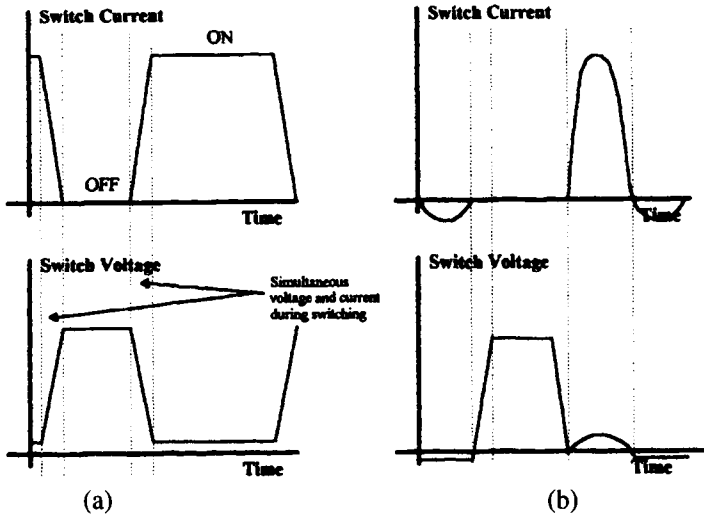 Switch Current
ON
OFF
Time
Switch Voltage
Simultaneous
voltage and current
during switching
Time
(a)
Switch Current
Time
Switch Voltage
Time
(b)